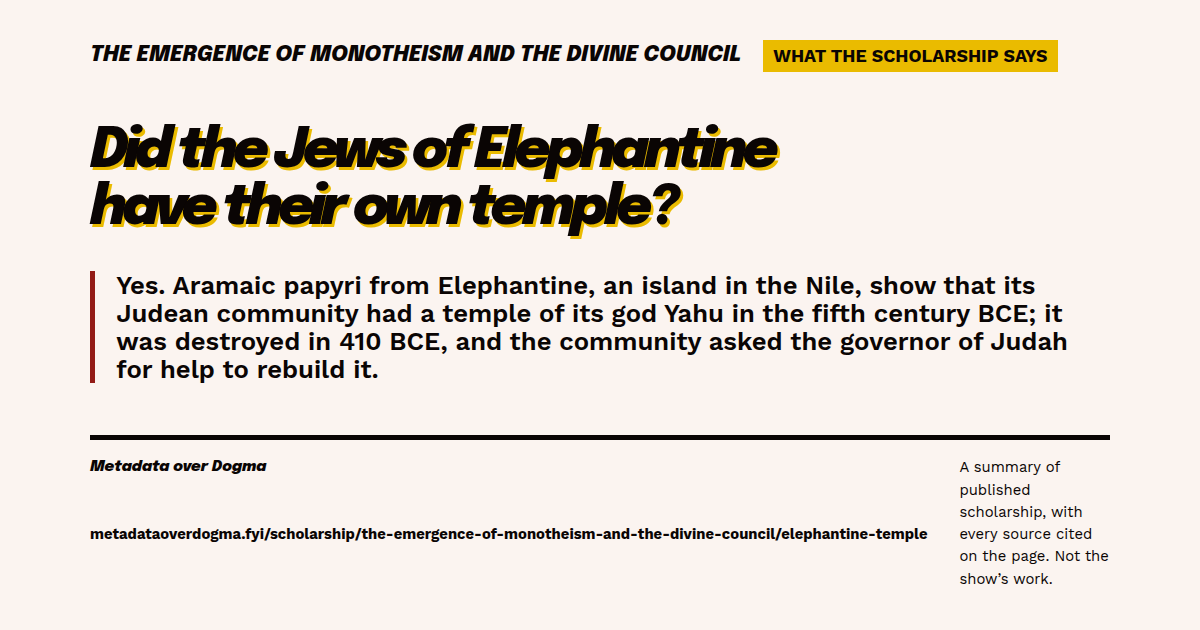 THE EMERGENCE OF MONOTHEISM AND THE DIVINE COUNCIL
WHAT THE SCHOLARSHIP SAYS
Did the Jews of Elephantine
have their own temple?
Yes. Aramaic papyri from Elephantine, an island in the Nile, show that its
Judean community had a temple of its god Yahu in the fifth century BCE; it
was destroyed in 410 BCE, and the community asked the governor of Judah
for help to rebuild it.
Metadata over Dogma
metadataoverdogma.fyi/scholarship/the-emergence-of-monotheism-and-the-divine-council/elephantine-temple
A summary of
published
scholarship, with
every source cited
on the page. Not the
show’s work.